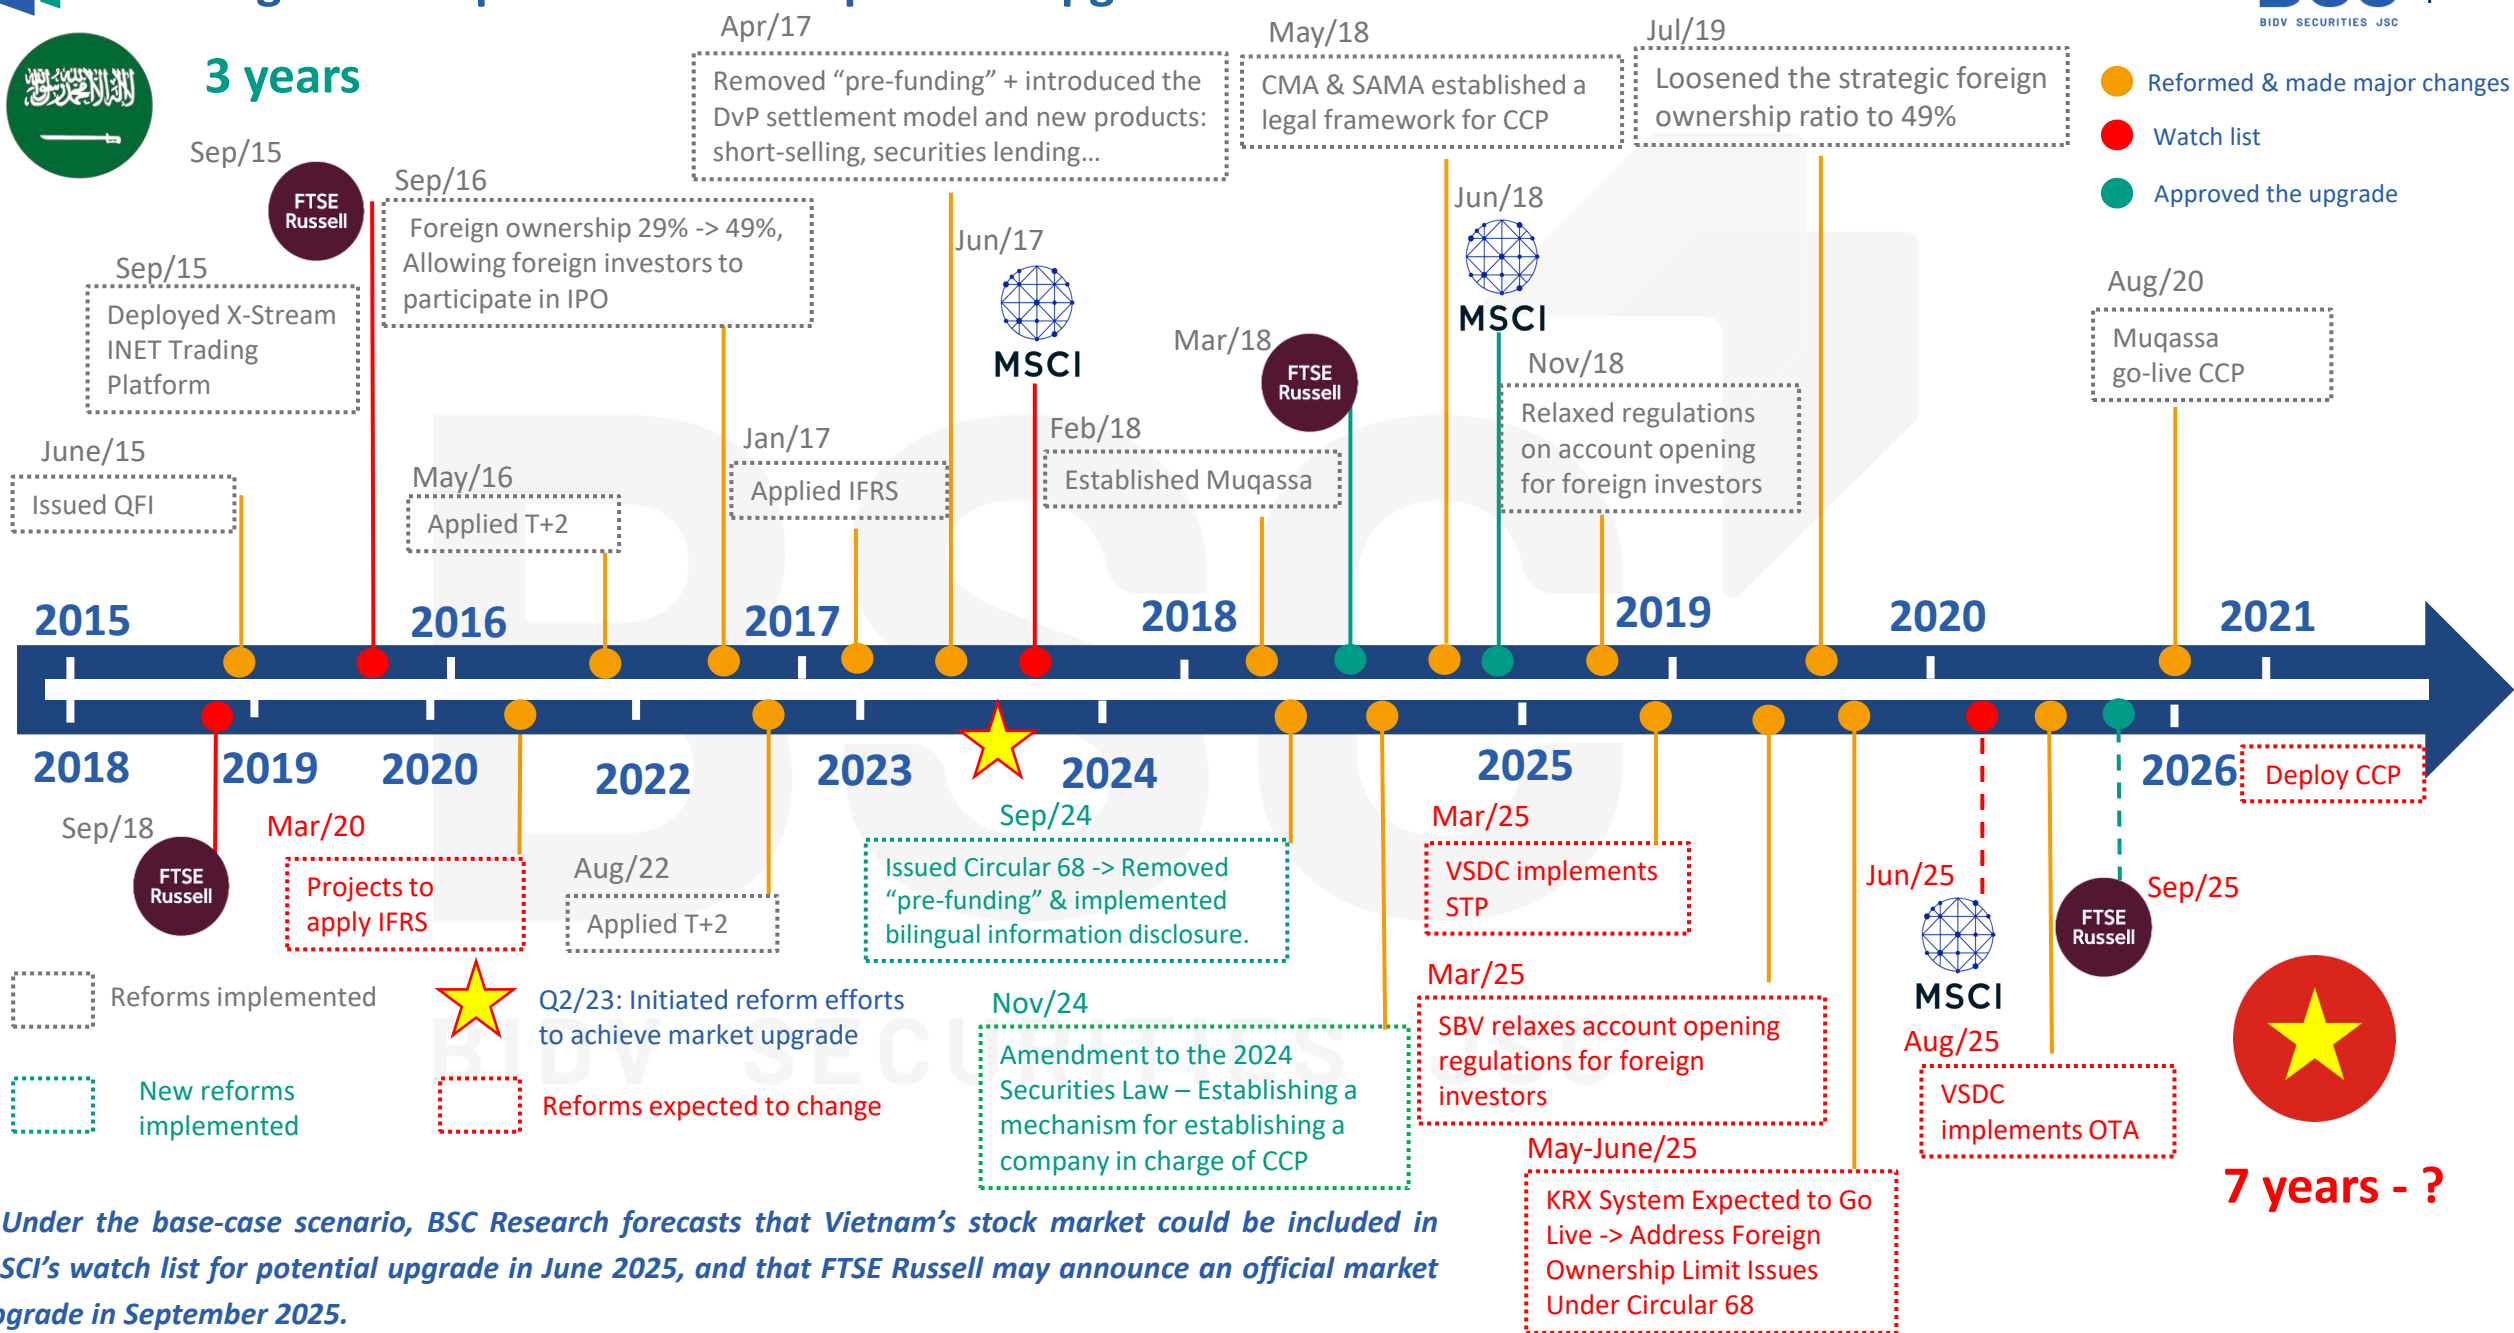 BIDV SECURITIES JSC
3 years
Reformed & made major changes
Watch list
Approved the upgrade
June/15
Issued QFI
Sep/15
Deployed X-Stream
INET Trading
Platform
Sep/15
FTSE
Russell
May/16
Applied T+2
Sep/16
Foreign ownership 29% -> 49%,
Allowing foreign investors to
participate in IPO
Jan/17
Applied IFRS
Apr/17
Removed “pre-funding” + introduced the
DvP settlement model and new products:
short-selling, securities lending…
Jun/17
MSCI
Feb/18
Established Muqassa
Mar/18
FTSE
Russell
May/18
CMA & SAMA established a
legal framework for CCP
Jun/18
MSCI
Nov/18
Relaxed regulations
on account opening
for foreign investors
Jul/19
Loosened the strategic foreign
ownership ratio to 49%
Aug/20
Muqassa
go-live CCP
2015
2016
2017
2018
2019
2020
2021
2018
2019
2020
2022
2023
2024
2025
2026
Deploy CCP
Sep/18
FTSE
Russell
Mar/20
Projects to
apply IFRS
Aug/22
Applied T+2
Sep/24
Issued Circular 68 -> Removed
“pre-funding” & implemented
bilingual information disclosure.
Nov/24
Amendment to the 2024
Securities Law – Establishing a
mechanism for establishing a
company in charge of CCP
Mar/25
VSDC implements
STP
Mar/25
SBV relaxes account opening
regulations for foreign
investors
May-June/25
KRX System Expected to Go
Live -> Address Foreign
Ownership Limit Issues
Under Circular 68
Jun/25
MSCI
Aug/25
VSDC
implements OTA
Sep/25
FTSE
Russell
7 years - ?
Reforms implemented
New reforms
implemented
Q2/23: Initiated reform efforts
to achieve market upgrade
Reforms expected to change
BSC
BIDV SECURITIES JSC
Under the base-case scenario, BSC Research forecasts that Vietnam’s stock market could be included in
SCI’s watch list for potential upgrade in June 2025, and that FTSE Russell may announce an official market
pgrade in September 2025.